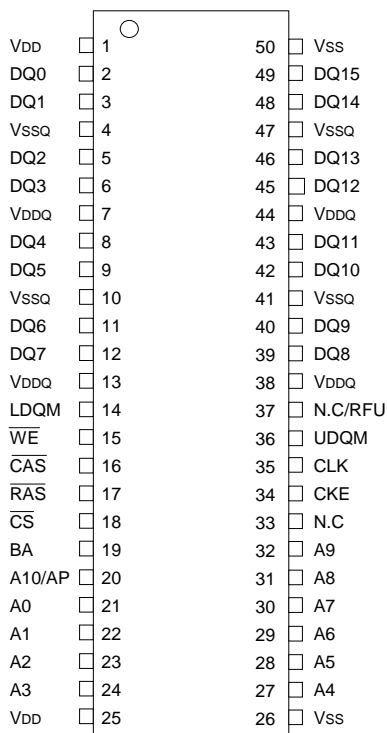 VDD 1 50 VSS
DQ0 2 49 DQ15
DQ1 3 48 DQ14
VSSQ 4 47 VSSQ
DQ2 5 46 DQ13
DQ3 6 45 DQ12
VDDQ 7 44 VDDQ
DQ4 8 43 DQ11
DQ5 9 42 DQ10
VSSQ 10 41 VSSQ
DQ6 11 40 DQ9
DQ7 12 39 DQ8
VDDQ 13 38 VDDQ
LDQM 14 37 N.C/RFU
W̅E̅ 15 36 UDQM
C̅A̅S̅ 16 35 CLK
R̅A̅S̅ 17 34 CKE
C̅S̅ 18 33 N.C
BA 19 32 A9
A10/AP 20 31 A8
A0 21 30 A7
A1 22 29 A6
A2 23 28 A5
A3 24 27 A4
VDD 25 26 VSS